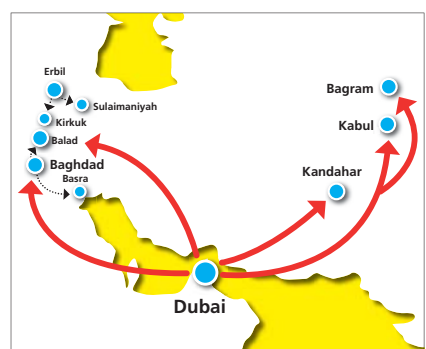 Erbil
Sulaimaniyah
Kirkuk
Balad
Baghdad
Basra
Bagram
Kabul
Kandahar
Dubai